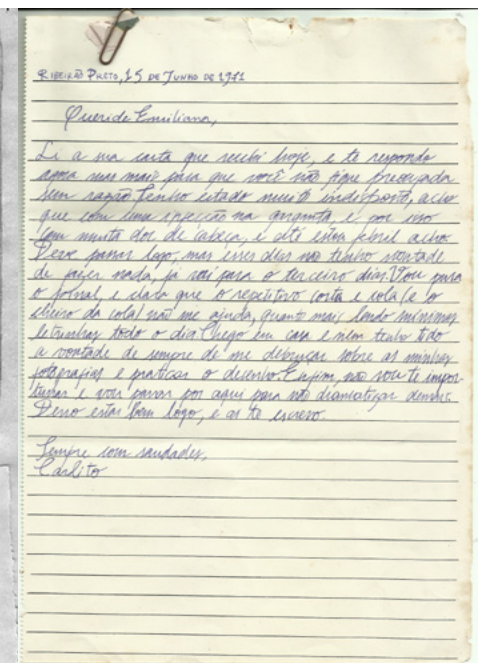 RIBEIRÃO PRETO, 15 DE JUNHO DE 1971
Querida Emiliana,
Li a sua carta que recebi hoje, e te respondo
agora sem mais para que você não fique preocupada
sem razão. Tenho estado muito indisposto, acho
que com uma infecção na garganta, e por isso
com muita dor de cabeça, e até estou febril acho.
Deve passar logo, mas esses dias não tenho vontade
de fazer nada, já vai para o terceiro dia. Vou para
o jornal, e claro que o repetitivo corta e cola (e o
cheiro da cola) não me ajuda, quanto mais lendo mínimas
letrinhas todo o dia. Chego em casa e nem tenho tido
a vontade de sempre de me debruçar sobre as minhas
fotografias e praticar o desenho. Enfim, não vou te impor-
tunar e vou parar por aqui para não dramatizar demais.
Devo estar bem logo, e aí te escrevo.
Sempre com saudades,
Carlito